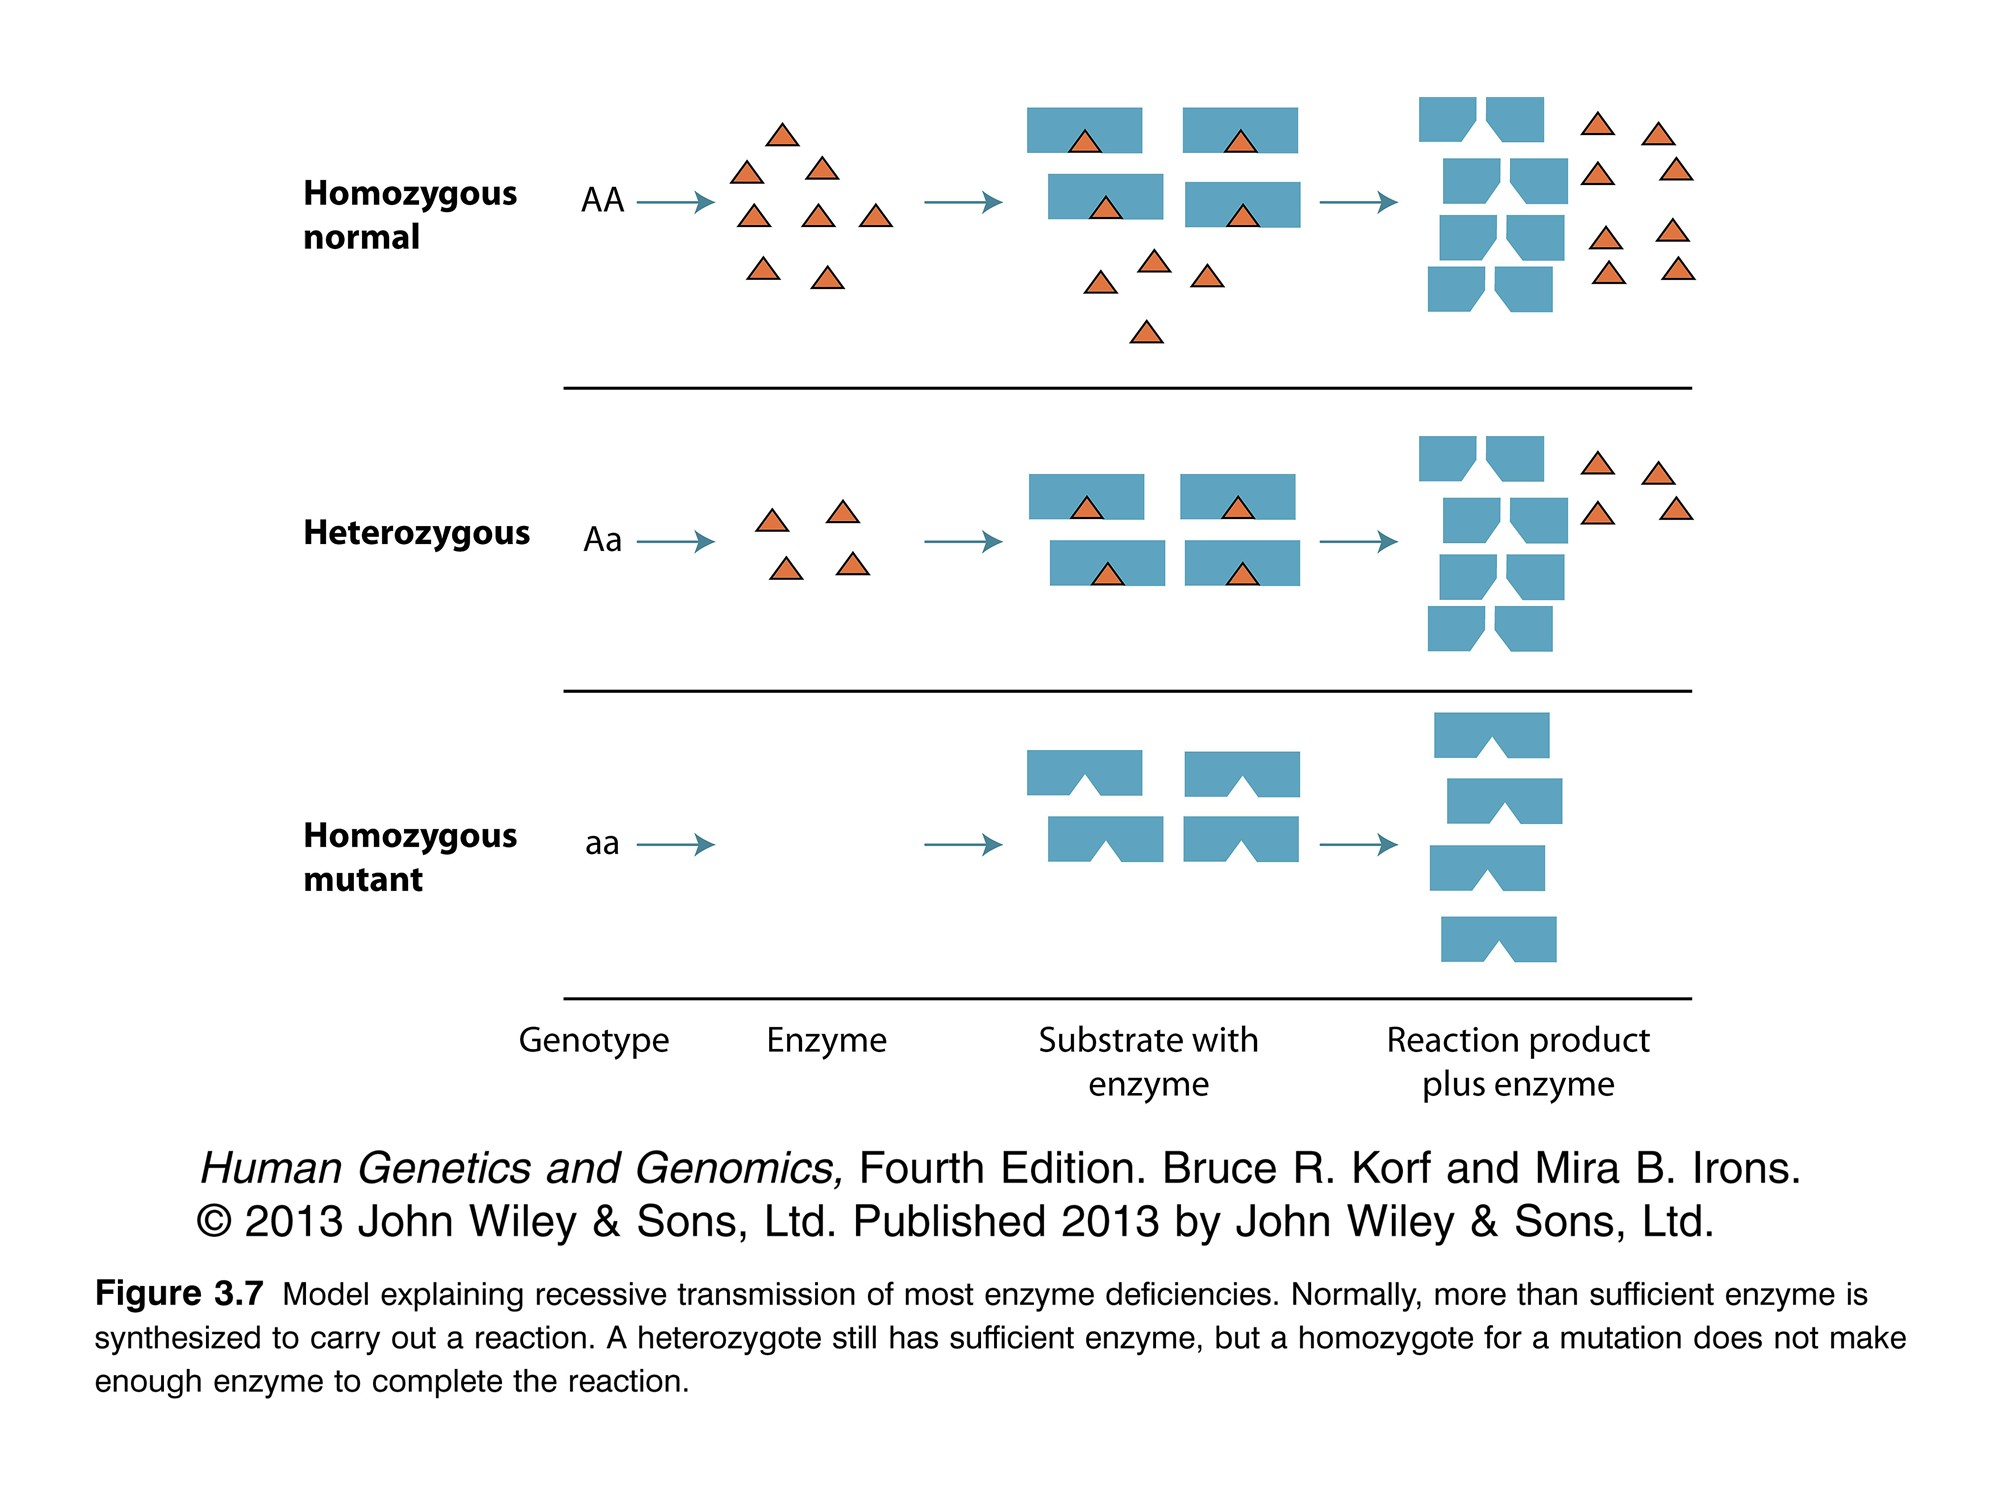 Homozygous
normal
AA
Heterozygous
Aa
Homozygous
mutant
aa
Genotype
Enzyme
Substrate with
enzyme
Reaction product
plus enzyme
Human Genetics and Genomics, Fourth Edition. Bruce R. Korf and Mira B. Irons.
© 2013 John Wiley & Sons, Ltd. Published 2013 by John Wiley & Sons, Ltd.
Figure 3.7 Model explaining recessive transmission of most enzyme deficiencies. Normally, more than sufficient enzyme is
synthesized to carry out a reaction. A heterozygote still has sufficient enzyme, but a homozygote for a mutation does not make
enough enzyme to complete the reaction.